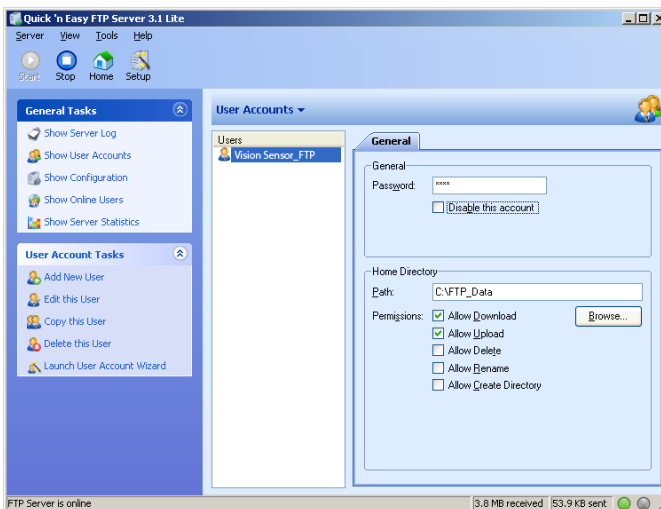 Quick 'n Easy FTP Server 3.1 Lite
Server View Tools Help
Start Stop Home Setup
General Tasks
Show Server Log
Show User Accounts
Show Configuration
Show Online Users
Show Server Statistics
User Account Tasks
Add New User
Edit this User
Copy this User
Delete this User
Launch User Account Wizard
User Accounts
Users
Vision Sensor_FTP
General
General
Password: ××××
Disable this account
Home Directory
Path: C:\FTP_Data
Permissions: Allow Download Browse...
Allow Upload
Allow Delete
Allow Rename
Allow Create Directory
FTP Server is online 3.8 MB received 53.9 KB sent